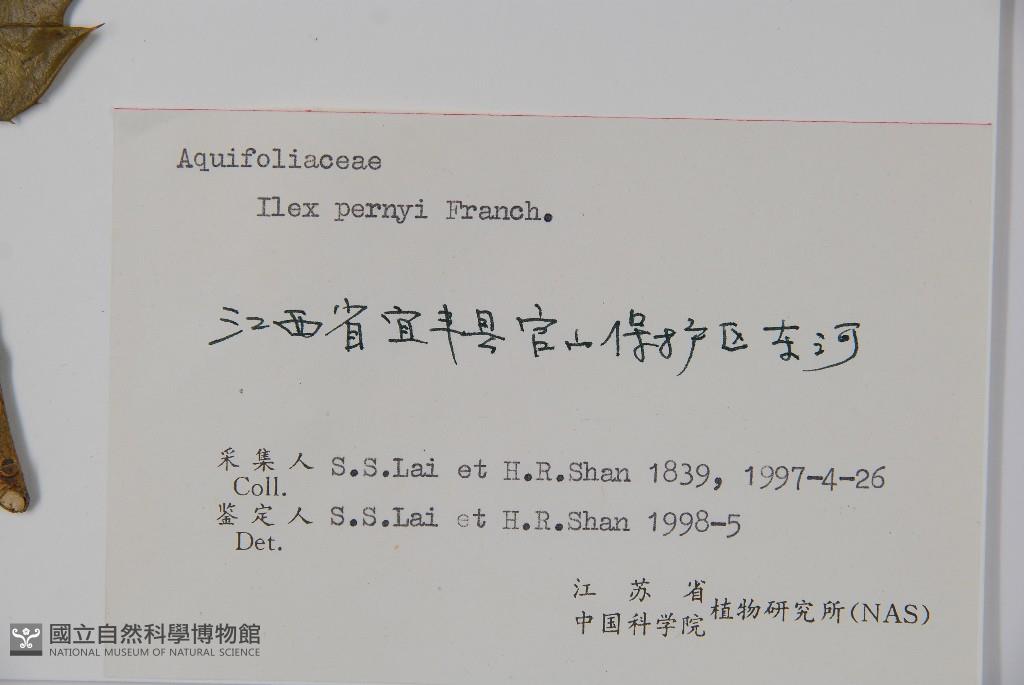 Aquifoliaceae
Ilex pernyi Franch.
江西省宜丰县官山保护区东河
采集人 S.S.Lai et H.R.Shan 1839, 1997-4-26
Coll.
鉴定人 S.S.Lai et H.R.Shan 1998-5
Det.
江苏省
中国科学院植物研究所(NAS)
國立自然科學博物館
NATIONAL MUSEUM OF NATURAL SCIENCE